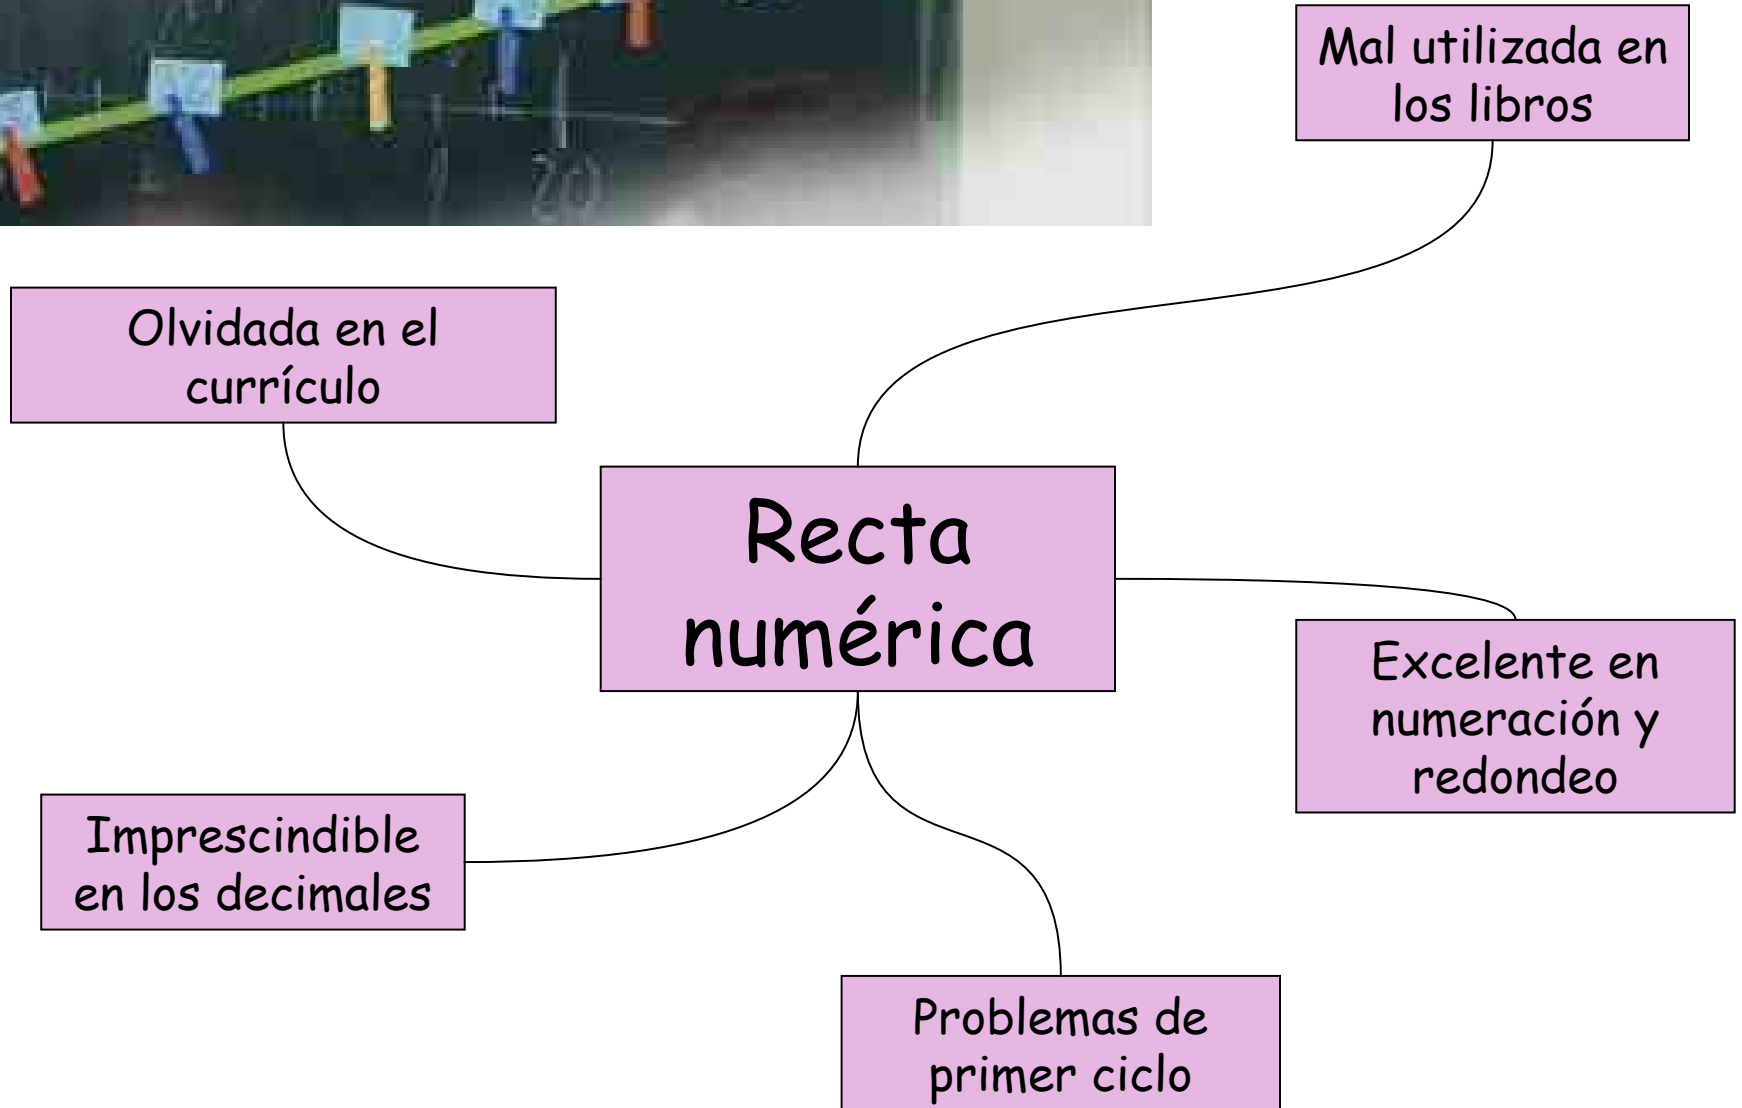 20
Mal utilizada en
los libros
Olvidada en el
currículo
Recta
numérica
Excelente en
numeración y
redondeo
Imprescindible
en los decimales
Problemas de
primer ciclo